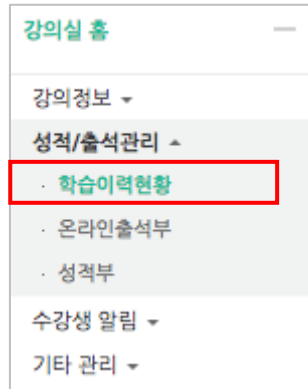 강의실 홈
강의정보
성적/출석관리
· 학습이력현황
· 온라인출석부
· 성적부
수강생 알림
기타 관리